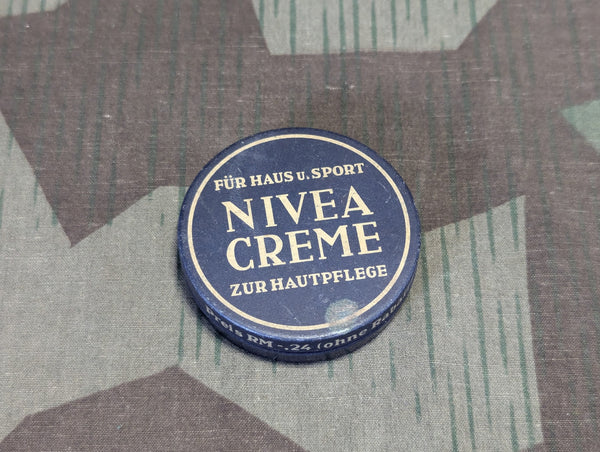 FÜR HAUS U. SPORT
NIVEA
CREME
ZUR HAUTPFLEGE
Preis RM -.24 (ohne